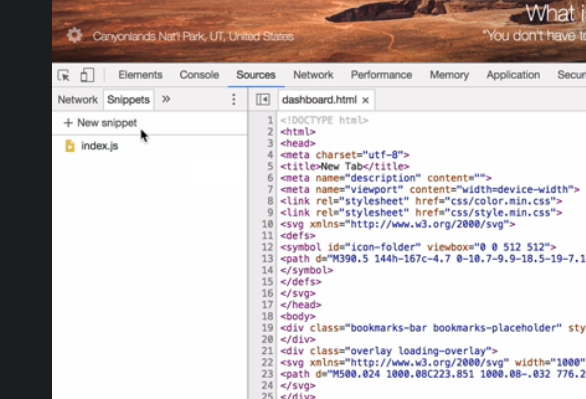 What i
Canyonlands Nat'l Park, UT, United States
"You don't have to
Elements Console Sources Network Performance Memory Application Secur
Network Snippets »
dashboard.html ×
+ New snippet
index.js
1 <!DOCTYPE html>
2 <html>
3 <head>
4 <meta charset="utf-8">
5 <title>New Tab</title>
6 <meta name="description" content="">
7 <meta name="viewport" content="width=device-width">
8 <link rel="stylesheet" href="css/color.min.css">
9 <link rel="stylesheet" href="css/style.min.css">
10 <svg xmlns="http://www.w3.org/2000/svg">
11 <defs>
12 <symbol id="icon-folder" viewbox="0 0 512 512">
13 <path d="M390.5 144h-167c-4.7 0-10.7-9.9-18.5-19-7.1
14 </symbol>
15 </defs>
16 </svg>
17 </head>
18 <body>
19 <div class="bookmarks-bar bookmarks-placeholder" sty
20 </div>
21 <div class="overlay loading-overlay">
22 <svg xmlns="http://www.w3.org/2000/svg" width="1000"
23 <path d="M500.024 1000.08C223.851 1000.08-.032 776.2
24 </svg>
25 </div>